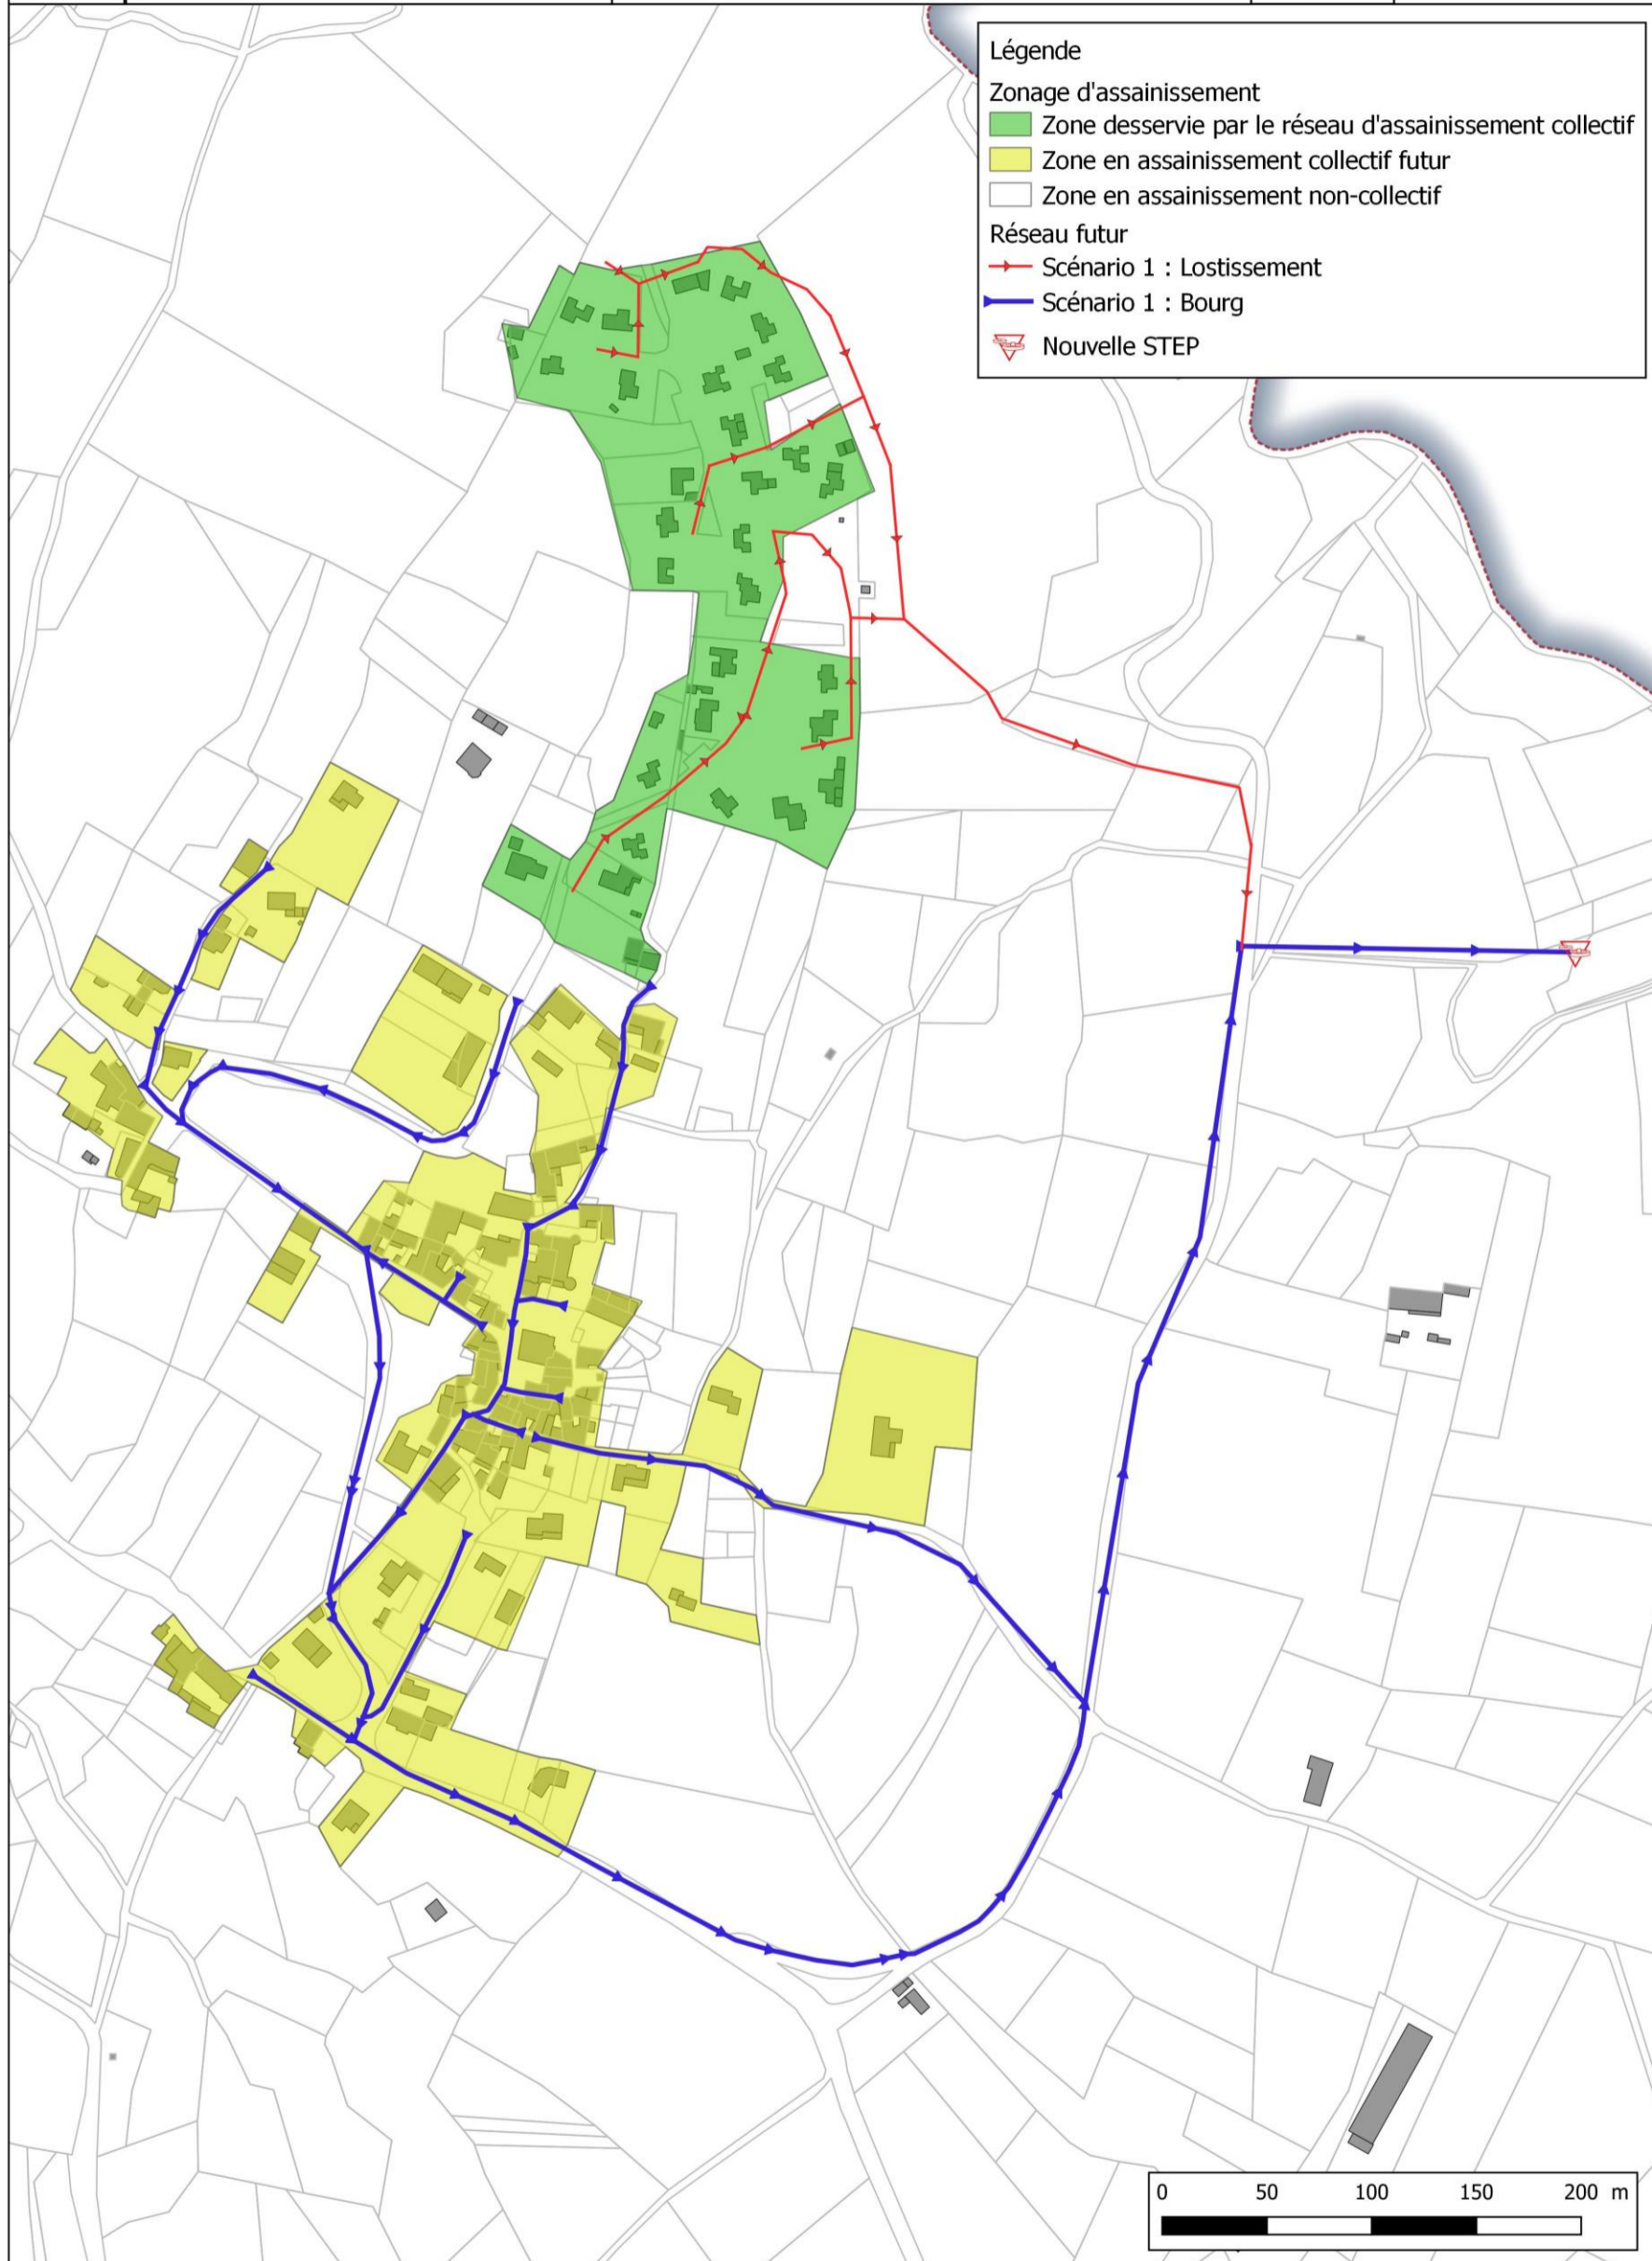 Légende
Zonage d'assainissement
Zone desservie par le réseau d'assainissement collectif
Zone en assainissement collectif futur
Zone en assainissement non-collectif
Réseau futur
Scénario 1 : Lostissement
Scénario 1 : Bourg
Nouvelle STEP
0 50 100 150 200 m